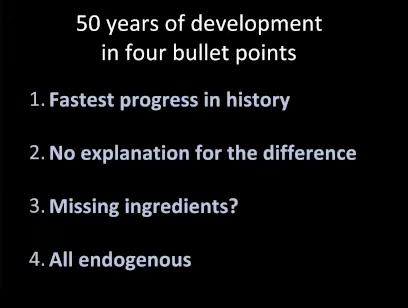 50 years of development
in four bullet points
1. Fastest progress in history
2. No explanation for the difference
3. Missing ingredients?
4. All endogenous